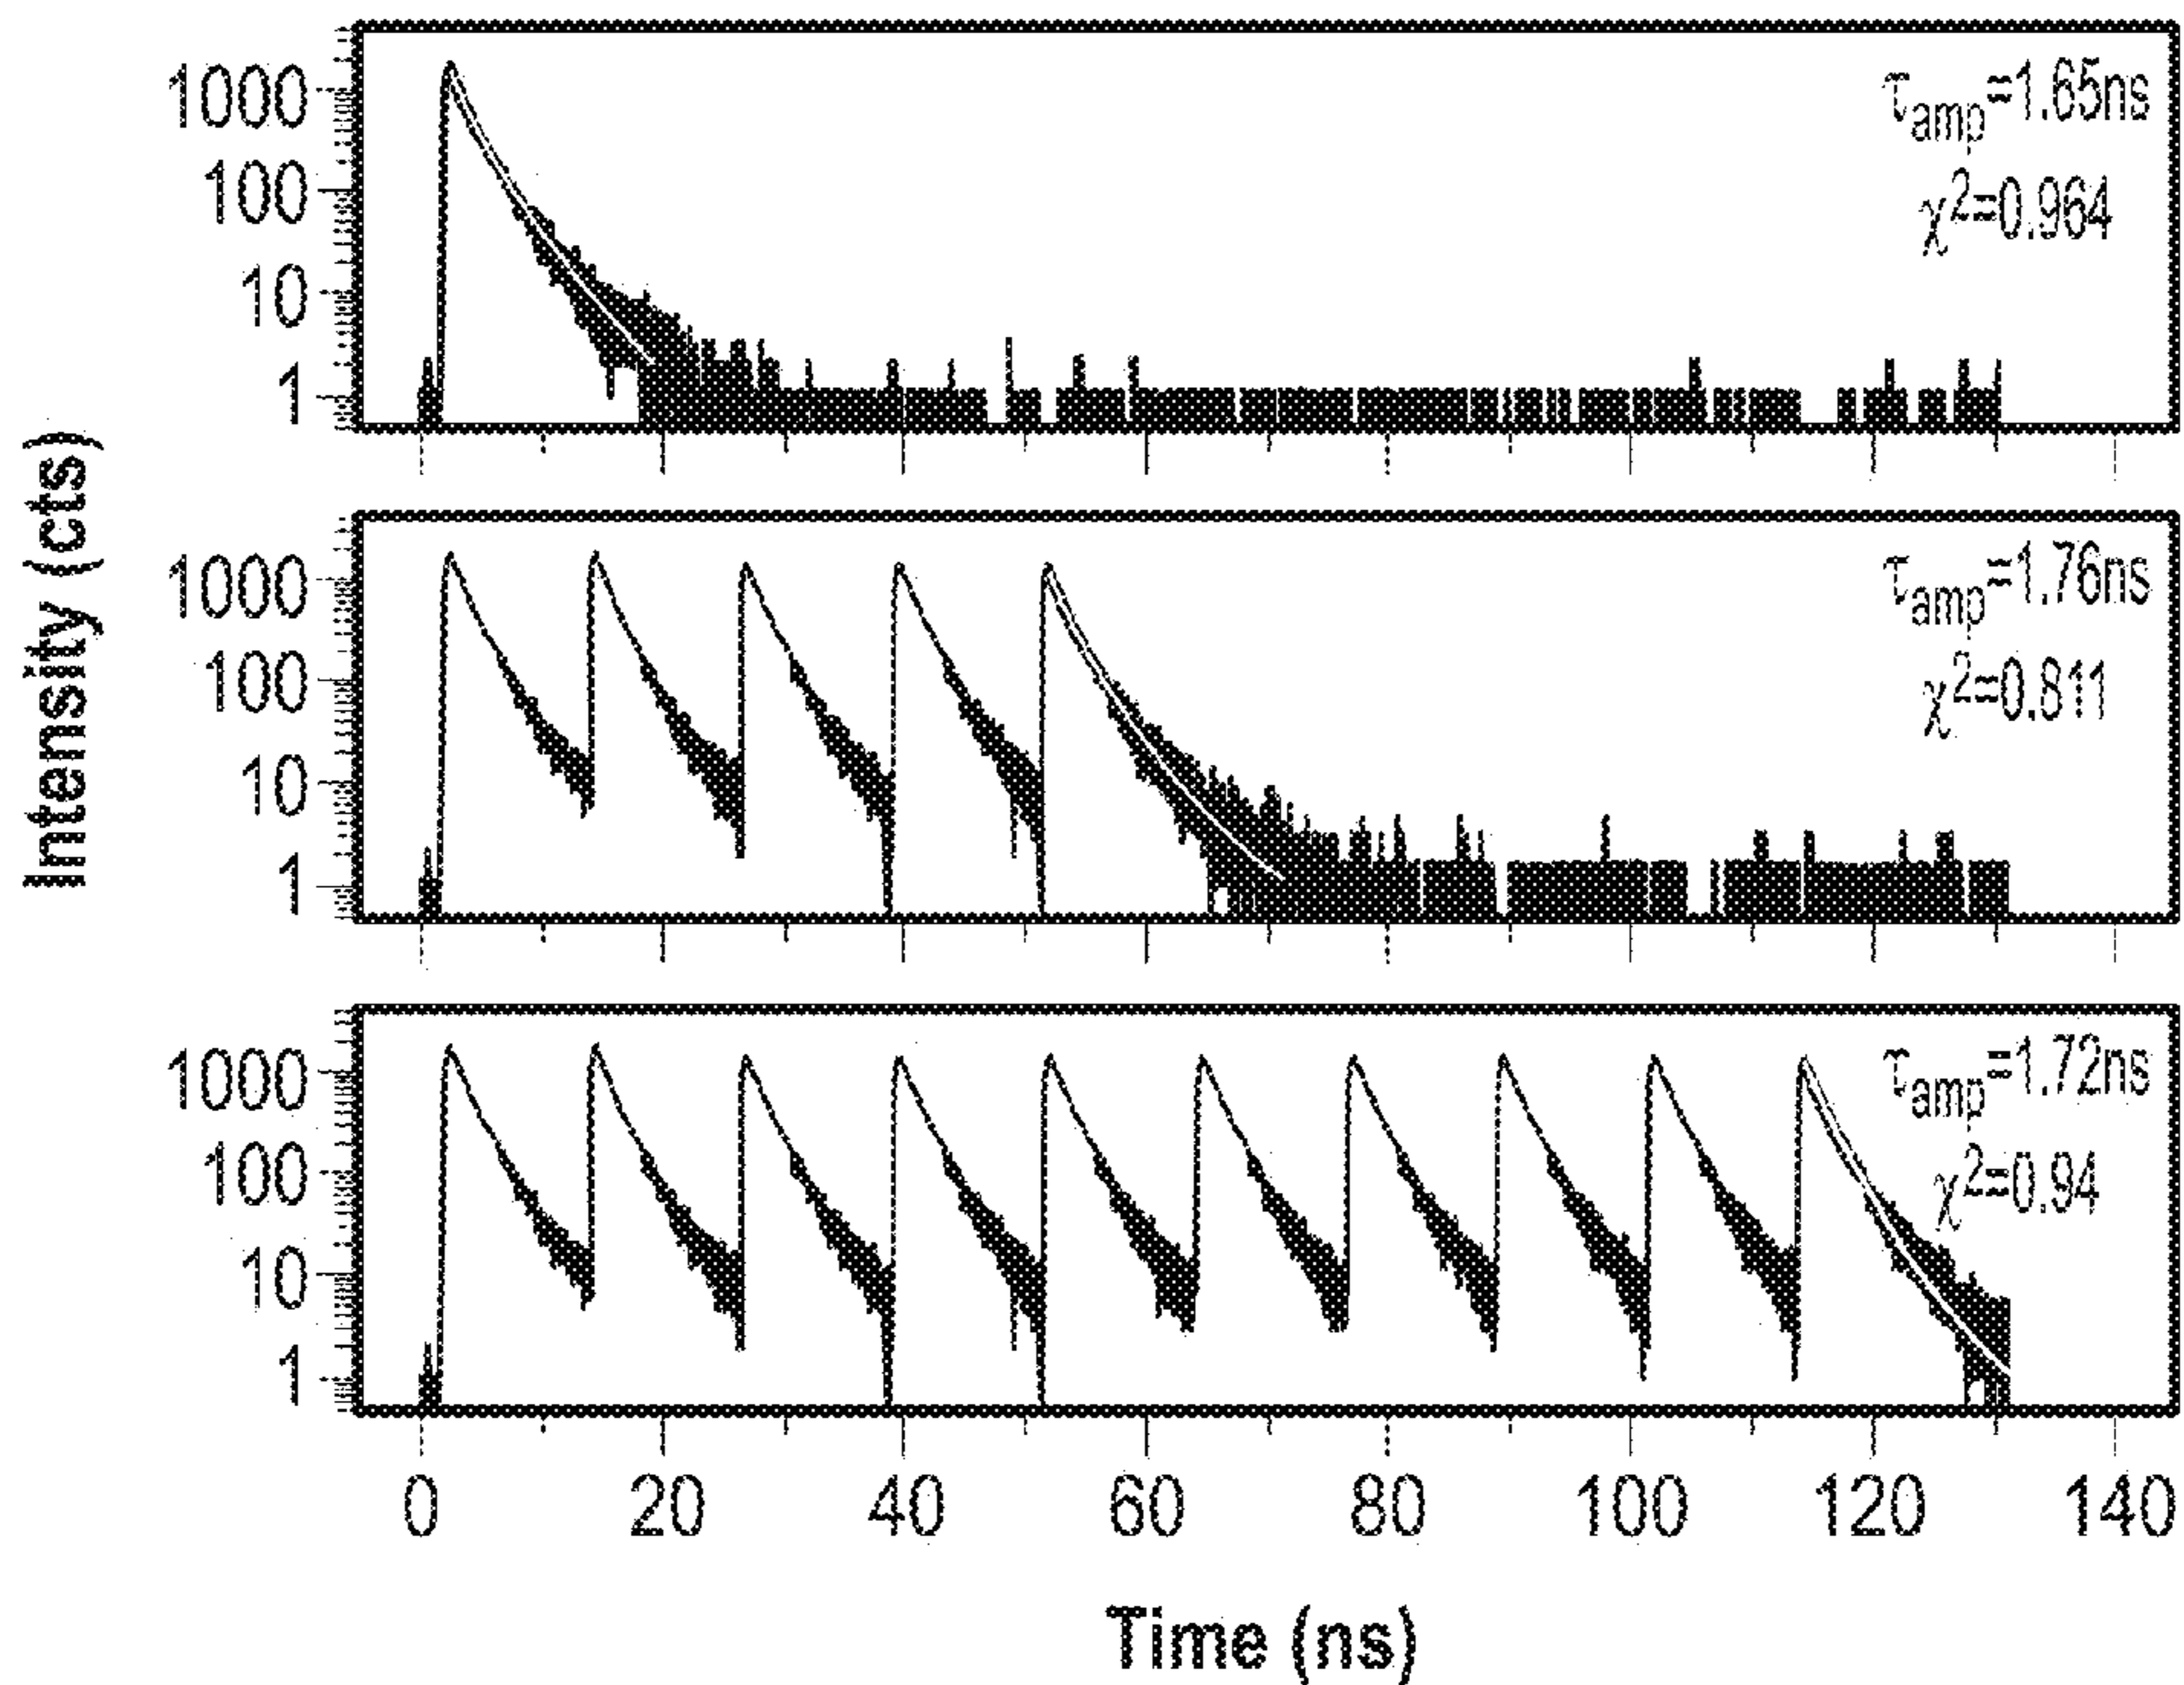 Intensity (cts)
1000
100
10
1
τamp=1.65ns
χ2=0.964
1000
100
10
1
τamp=1.76ns
χ2=0.811
1000
100
10
1
τamp=1.72ns
χ2=0.94
0 20 40 60 80 100 120 140
Time (ns)